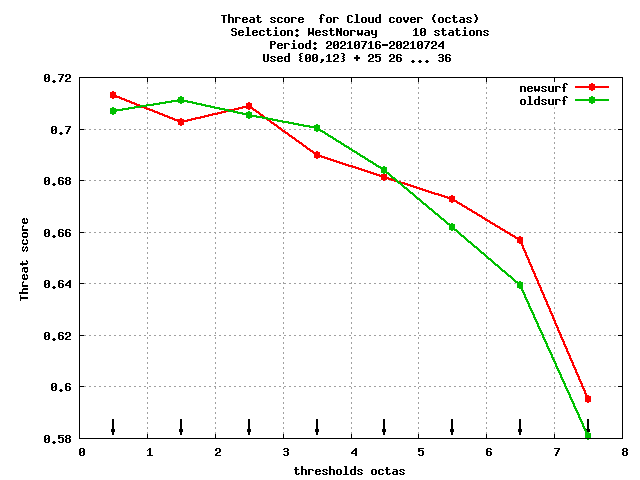 Threat score  for Cloud cover (octas)
Selection: WestNorway     10 stations
Period: 20210716-20210724
Used {00,12} + 25 26 ... 36
newsurf
oldsurf
0,72
0,7
0,68
0,66
0,64
0,62
0,6
0,58
Threat score
0 1 2 3 4 5 6 7 8
thresholds octas